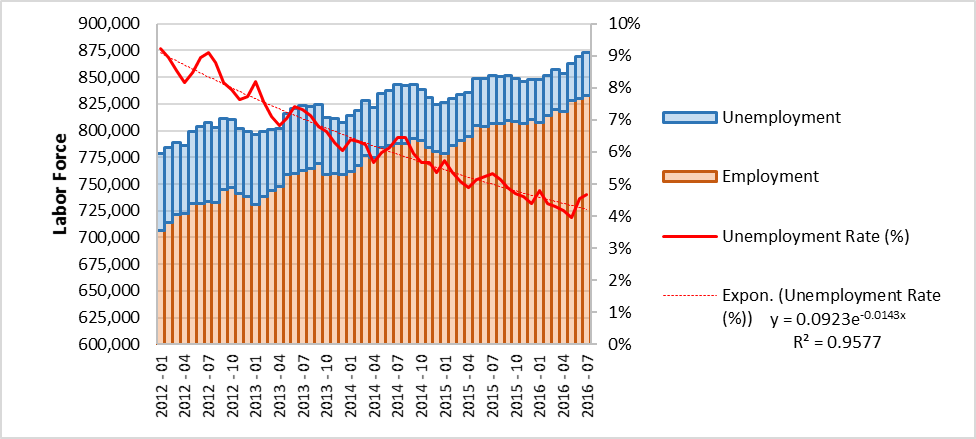 900,000
875,000
850,000
825,000
800,000
775,000
750,000
725,000
700,000
675,000
650,000
625,000
600,000
Labor Force
10%
9%
8%
7%
6%
5%
4%
3%
2%
1%
0%
2012 - 01
2012 - 04
2012 - 07
2012 - 10
2013 - 01
2013 - 04
2013 - 07
2013 - 10
2014 - 01
2014 - 04
2014 - 07
2014 - 10
2015 - 01
2015 - 04
2015 - 07
2015 - 10
2016 - 01
2016 - 04
2016 - 07
Unemployment
Employment
Unemployment Rate (%)
Expon. (Unemployment Rate
(%)) y = 0.0923e^-0.0143x
R² = 0.9577